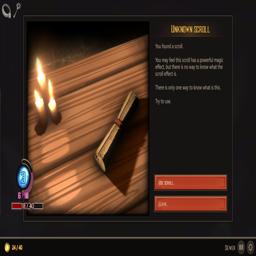 Unknown scroll
You found a scroll.
You may feel this scroll has a powerful magic
effect, but there is no way to know what the
scroll effect is.
There is only one way to know what this.
Try to use.
Use scroll
Leave
24 / 40